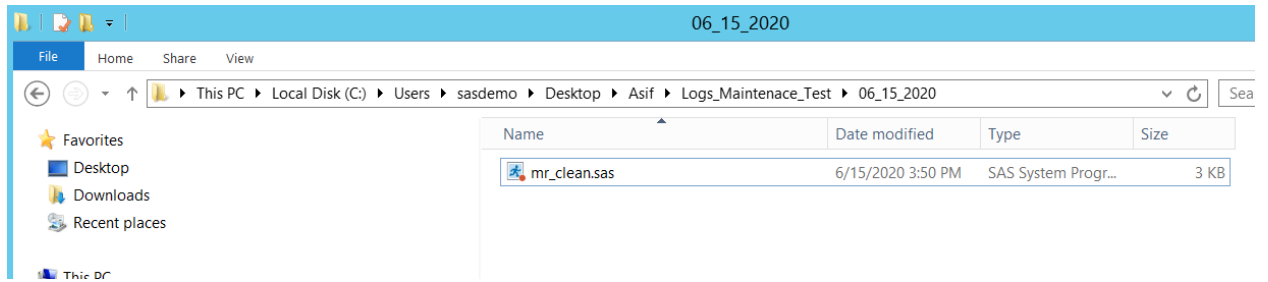 06_15_2020
File Home Share View
This PC Local Disk (C:) Users sasdemo Desktop Asif Logs_Maintenace_Test 06_15_2020 Sea
Favorites
Desktop
Downloads
Recent places
This PC
Name Date modified Type Size
mr_clean.sas 6/15/2020 3:50 PM SAS System Progr... 3 KB